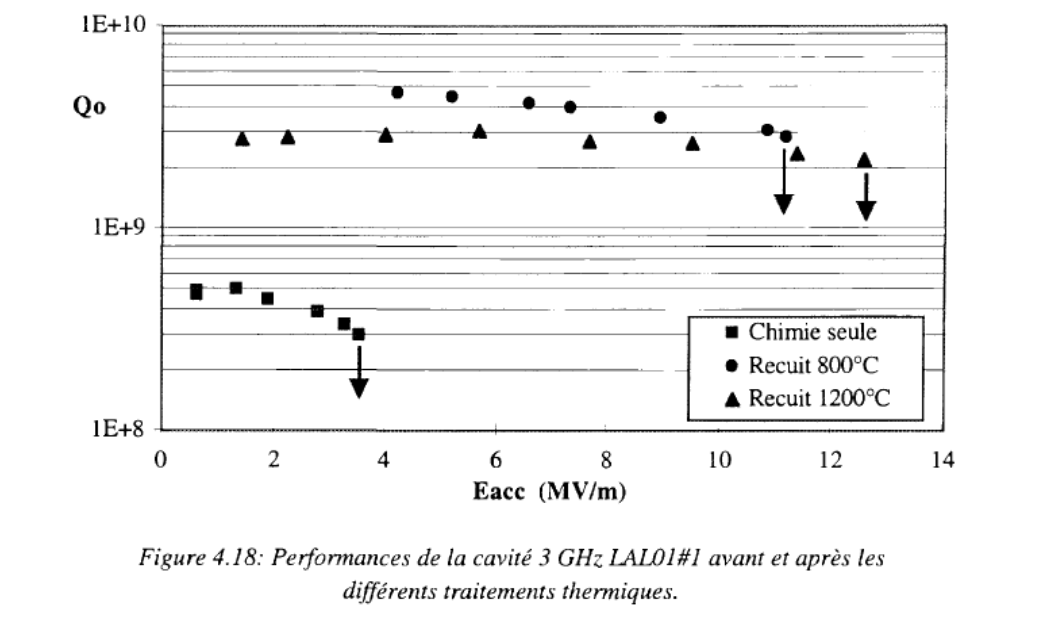 1E+10
Qo
1E+9
1E+8
0 2 4 6 8 10 12 14
Eacc (MV/m)
Chimie seule
Recuit 800°C
Recuit 1200°C
Figure 4.18: Performances de la cavité 3 GHz LAL01#1 avant et après les
différents traitements thermiques.